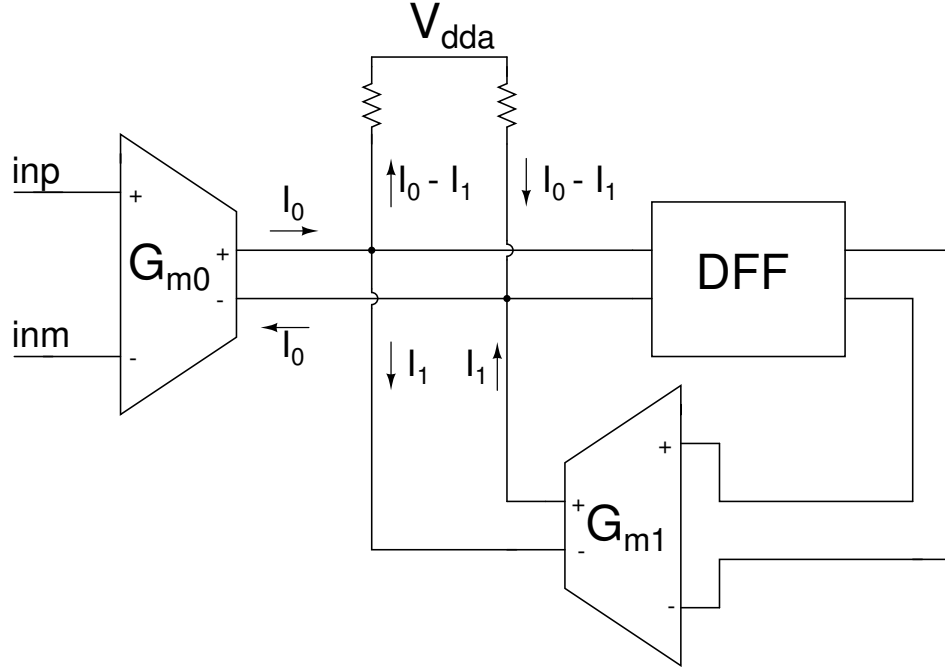 V_dda
inp
+
I_0 - I_1
I_0 - I_1
I_0
+
G_m0
DFF
-
inm
-
I_0
I_1
I_1
+
+
G_m1
-
-